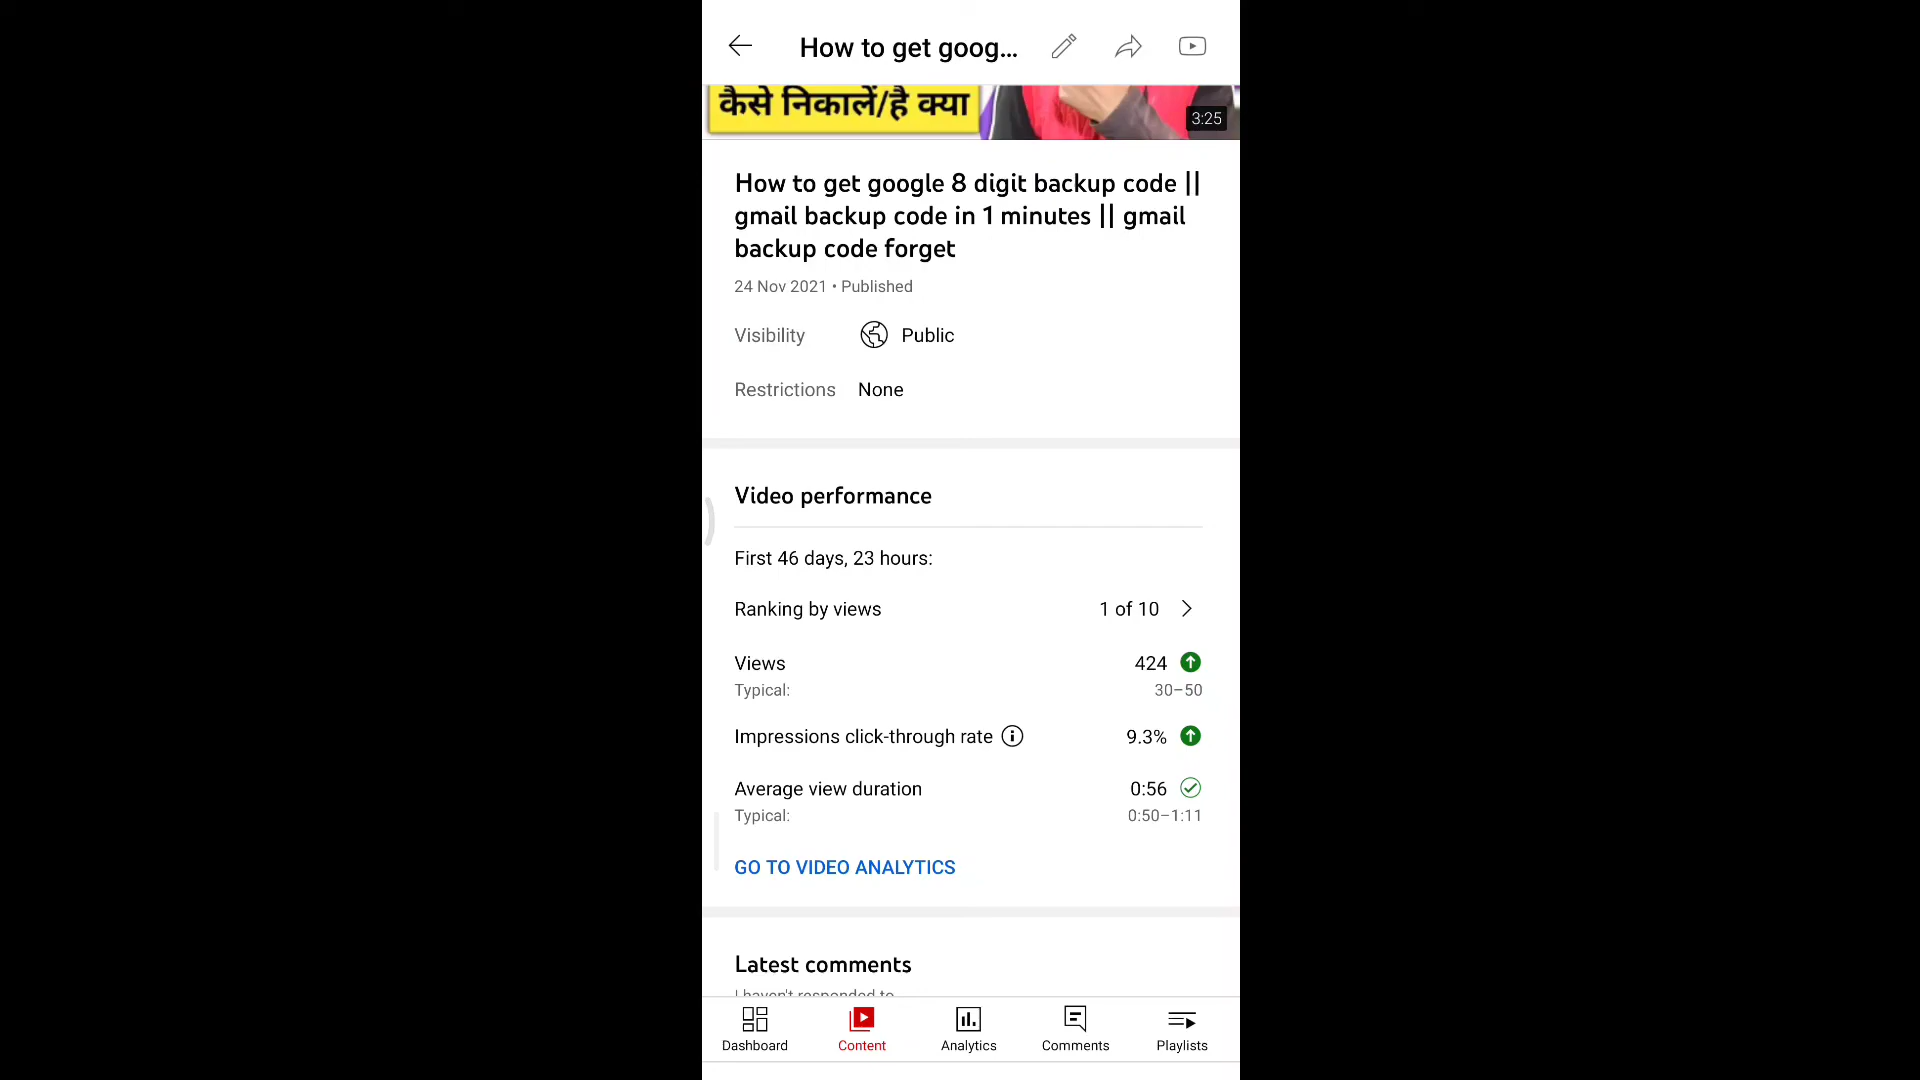 How to get goog...
कैसे निकालें/है क्या
3:25
How to get google 8 digit backup code ||
gmail backup code in 1 minutes || gmail
backup code forget
24 Nov 2021 • Published
Visibility Public
Restrictions None
Video performance
First 46 days, 23 hours:
Ranking by views 1 of 10
Views 424
Typical: 30–50
Impressions click-through rate 9.3%
Average view duration 0:56
Typical: 0:50–1:11
GO TO VIDEO ANALYTICS
Latest comments
I haven't responded to
Dashboard Content Analytics Comments Playlists